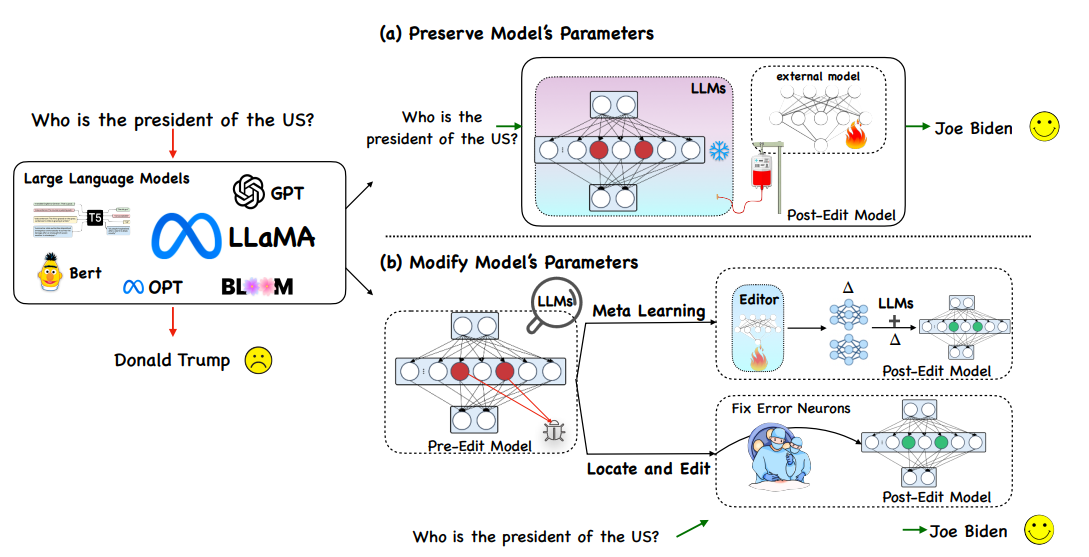 (a) Preserve Model's Parameters
Who is the president of the US?
Large Language Models
T5
GPT
LLaMA
Bert
OPT
BLOOM
Donald Trump
Who is the
president of the US?
LLMs
external model
Post-Edit Model
Joe Biden
(b) Modify Model's Parameters
LLMs
Pre-Edit Model
Meta Learning
Editor
Δ
LLMs
+
Δ
Post-Edit Model
Locate and Edit
Fix Error Neurons
Post-Edit Model
Who is the president of the US?
Joe Biden